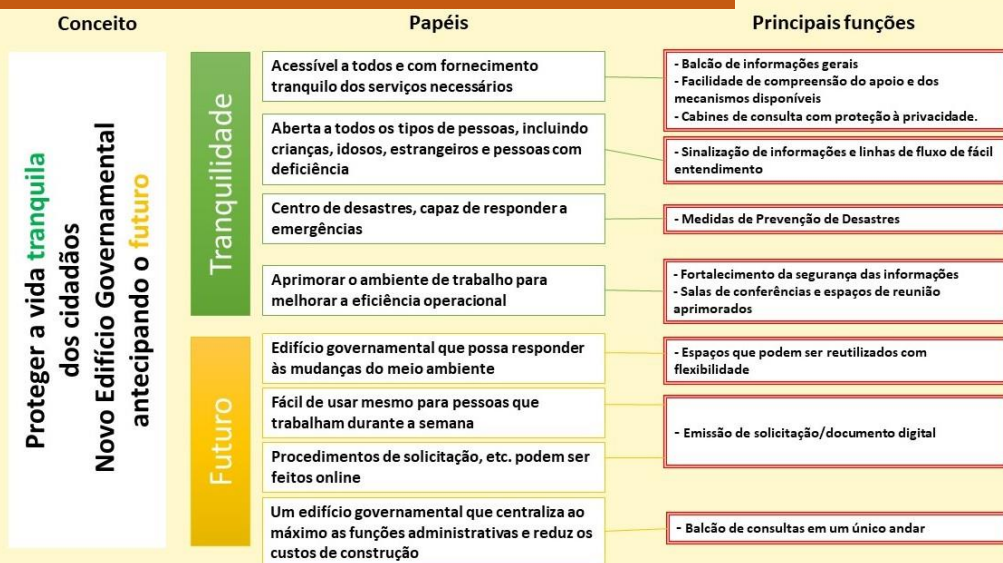 Conceito
Papéis
Principais funções
Proteger a vida tranquila
dos cidadãos
Novo Edifício Governamental
antecipando o futuro
Tranquilidade
Acessível a todos e com fornecimento
tranquilo dos serviços necessários
- Balcão de informações gerais
- Facilidade de compreensão do apoio e dos
mecanismos disponíveis
- Cabines de consulta com proteção à privacidade.
Aberta a todos os tipos de pessoas, incluindo
crianças, idosos, estrangeiros e pessoas com
deficiência
- Sinalização de informações e linhas de fluxo de fácil
entendimento
Centro de desastres, capaz de responder a
emergências
- Medidas de Prevenção de Desastres
Aprimorar o ambiente de trabalho para
melhorar a eficiência operacional
- Fortalecimento da segurança das informações
- Salas de conferências e espaços de reunião
aprimorados
Futuro
Edifício governamental que possa responder
às mudanças do meio ambiente
- Espaços que podem ser reutilizados com
flexibilidade
Fácil de usar mesmo para pessoas que
trabalham durante a semana
Procedimentos de solicitação, etc. podem ser
feitos online
- Emissão de solicitação/documento digital
Um edifício governamental que centraliza ao
máximo as funções administrativas e reduz os
custos de construção
- Balcão de consultas em um único andar